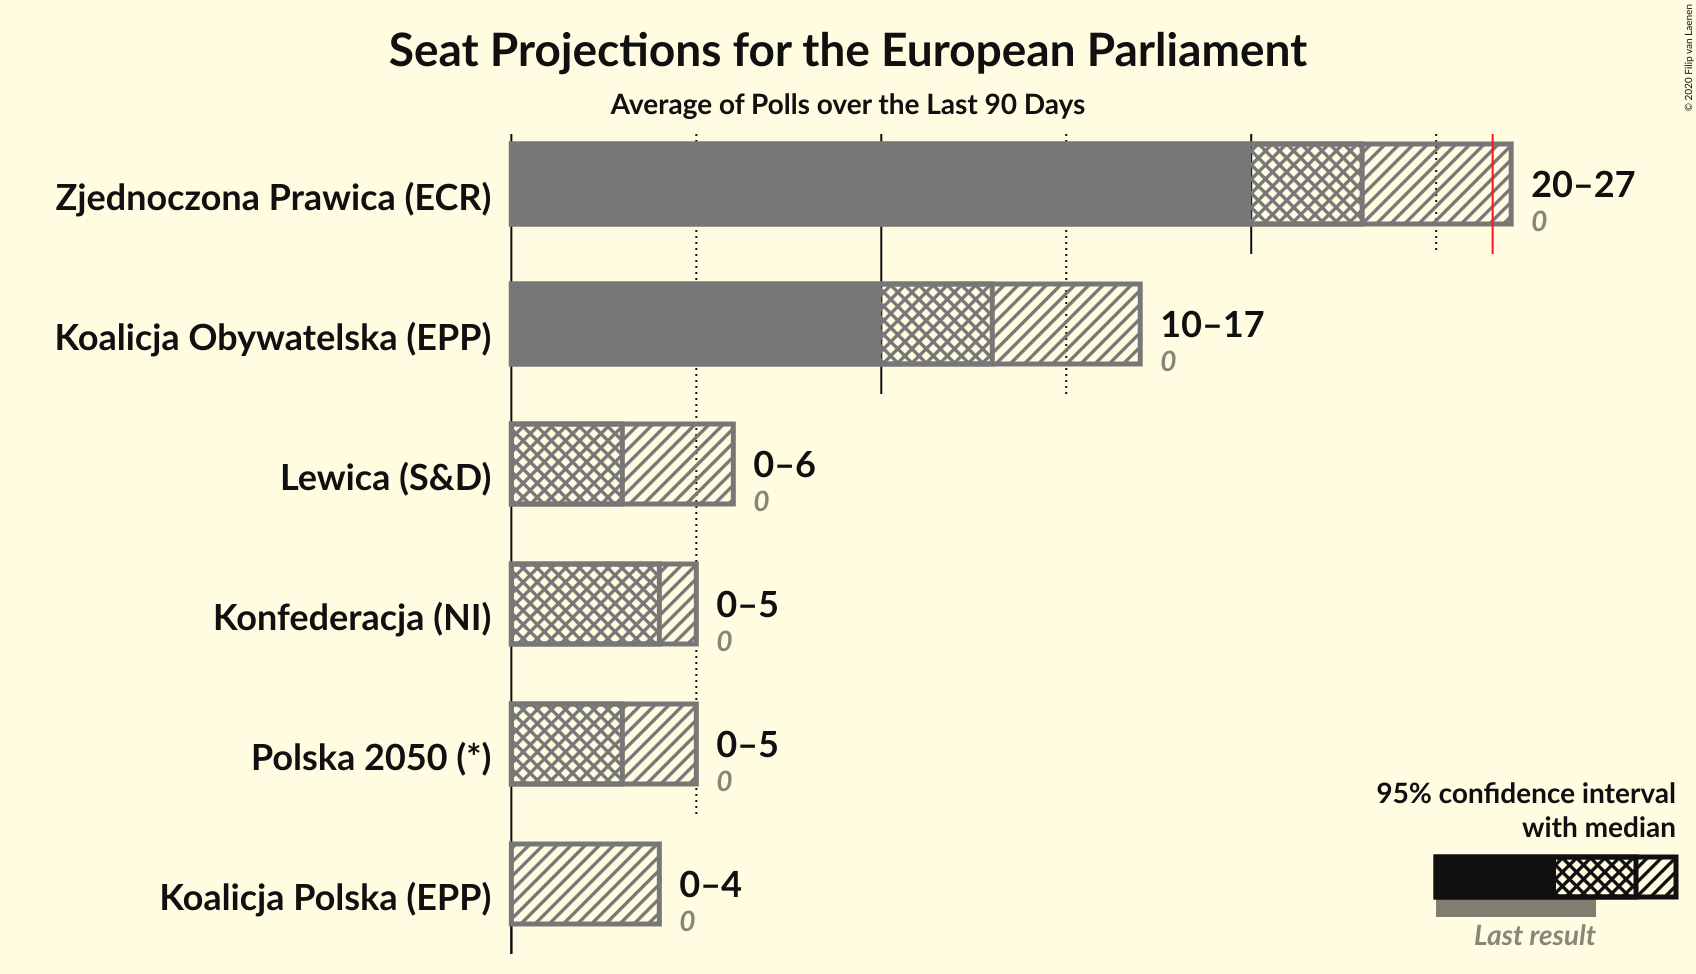 Seat Projections for the European Parliament
Average of Polls over the Last 90 Days
© 2020 Filip van Laenen
Zjednoczona Prawica (ECR)
20–27
0
Koalicja Obywatelska (EPP)
10–17
0
Lewica (S&D)
0–6
0
Konfederacja (NI)
0–5
0
Polska 2050 (*)
0–5
0
Koalicja Polska (EPP)
0–4
0
95% confidence interval
with median
Last result